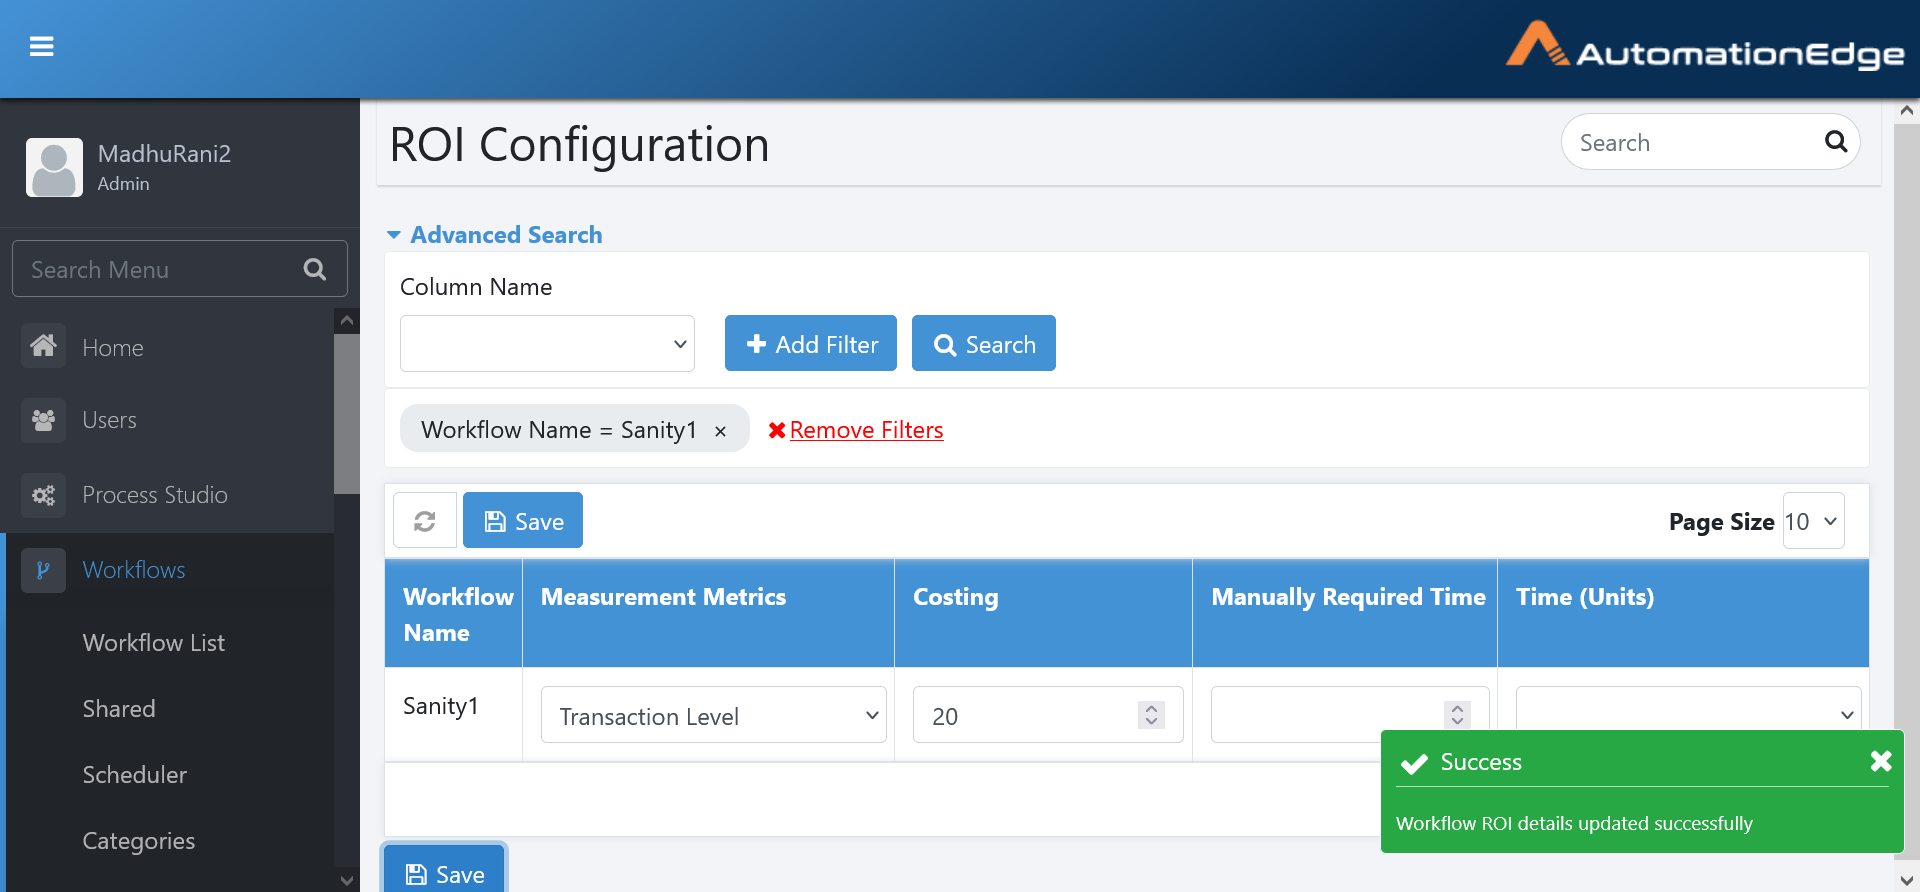 AutomationEdge
MadhuRani2
Admin
Search Menu
Home
Users
Process Studio
Workflows
Workflow List
Shared
Scheduler
Categories
ROI Configuration
Search
Advanced Search
Column Name
Add Filter
Search
Workflow Name = Sanity1 ×
Remove Filters
Save
Page Size 10
Workflow Name
Measurement Metrics
Costing
Manually Required Time
Time (Units)
Sanity1
Transaction Level
20
Success
Workflow ROI details updated successfully
Save